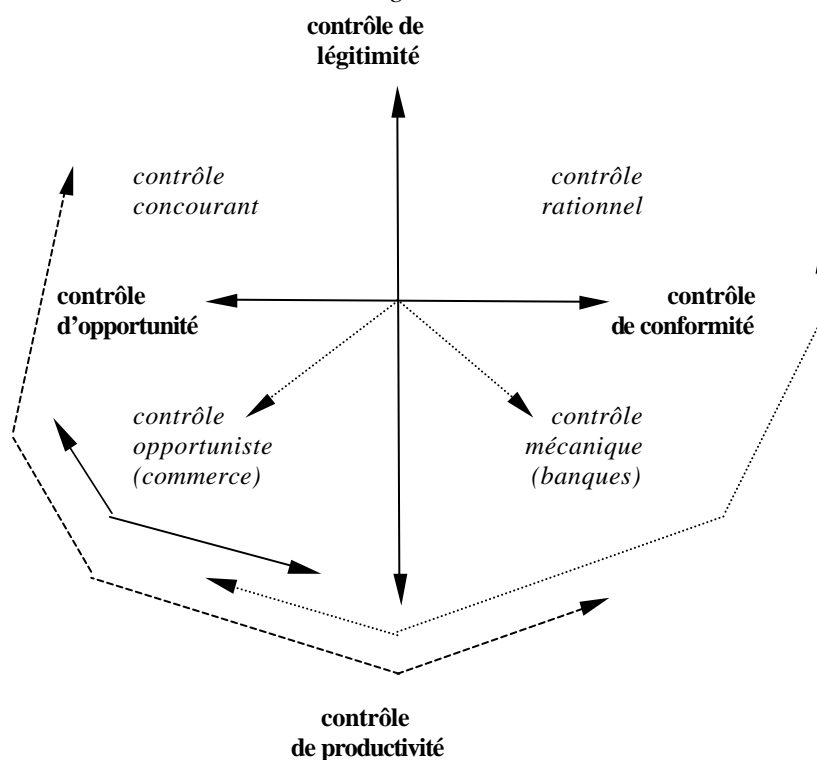 contrôle de
légitimité
contrôle
concourant
contrôle
rationnel
contrôle
d’opportunité
contrôle
de conformité
contrôle
opportuniste
(commerce)
contrôle
mécanique
(banques)
contrôle
de productivité